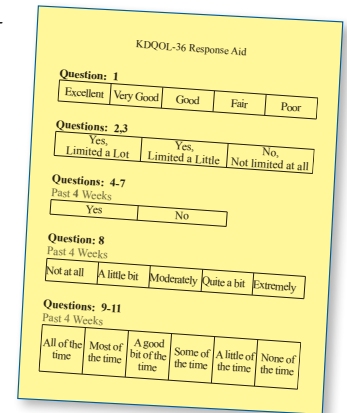 KDQOL-36 Response Aid
Question: 1
Excellent Very Good Good Fair Poor
Questions: 2,3
Yes, Limited a Lot Yes, Limited a Little No, Not limited at all
Questions: 4-7
Past 4 Weeks
Yes No
Question: 8
Past 4 Weeks
Not at all A little bit Moderately Quite a bit Extremely
Questions: 9-11
Past 4 Weeks
All of the time Most of the time A good bit of the time Some of the time A little of the time None of the time